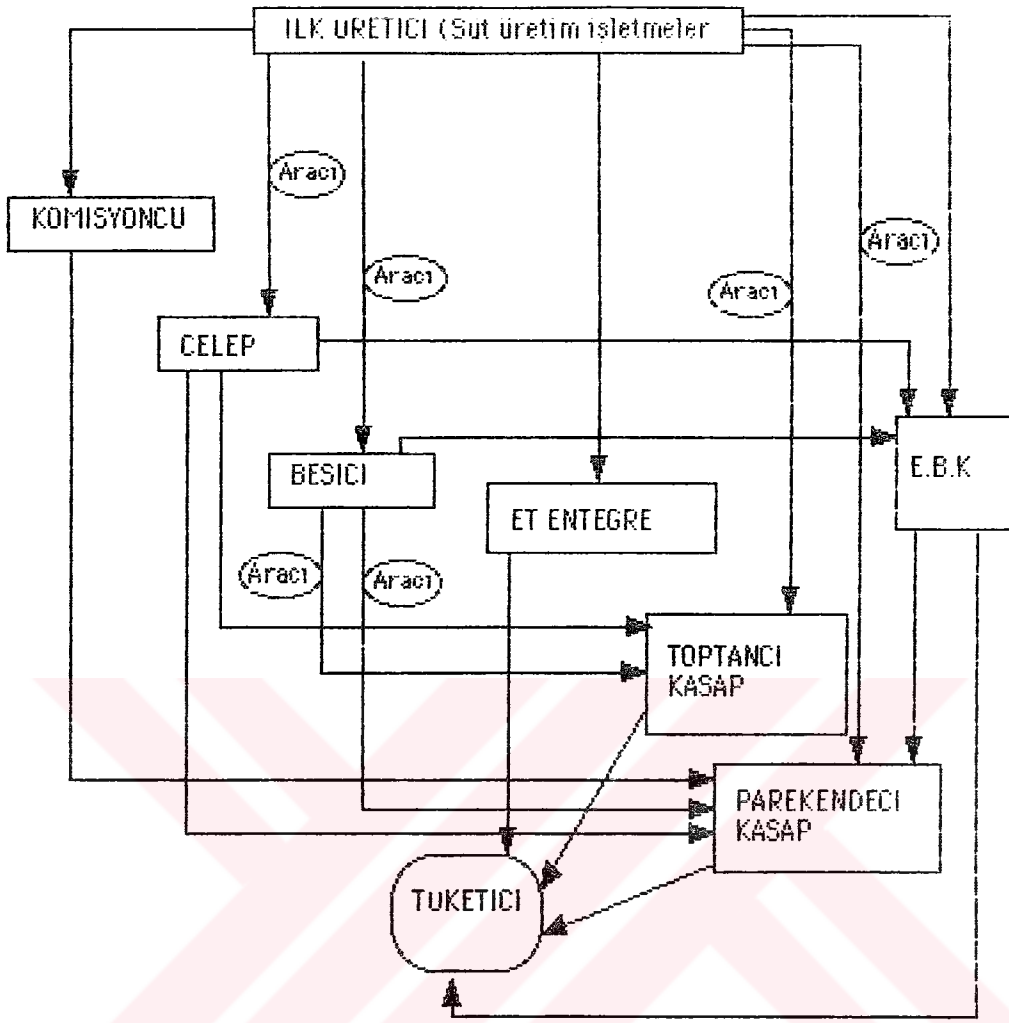 ILK URETICI (Sut üretim işletmeler
Aracı
KOMISYONCU
Aracı
Aracı
Aracı
CELEP
BESICI
E.B.K
ET ENTEGRE
Aracı
Aracı
TOPTANCI
KASAP
PAREKENDECI
KASAP
TUKETICI